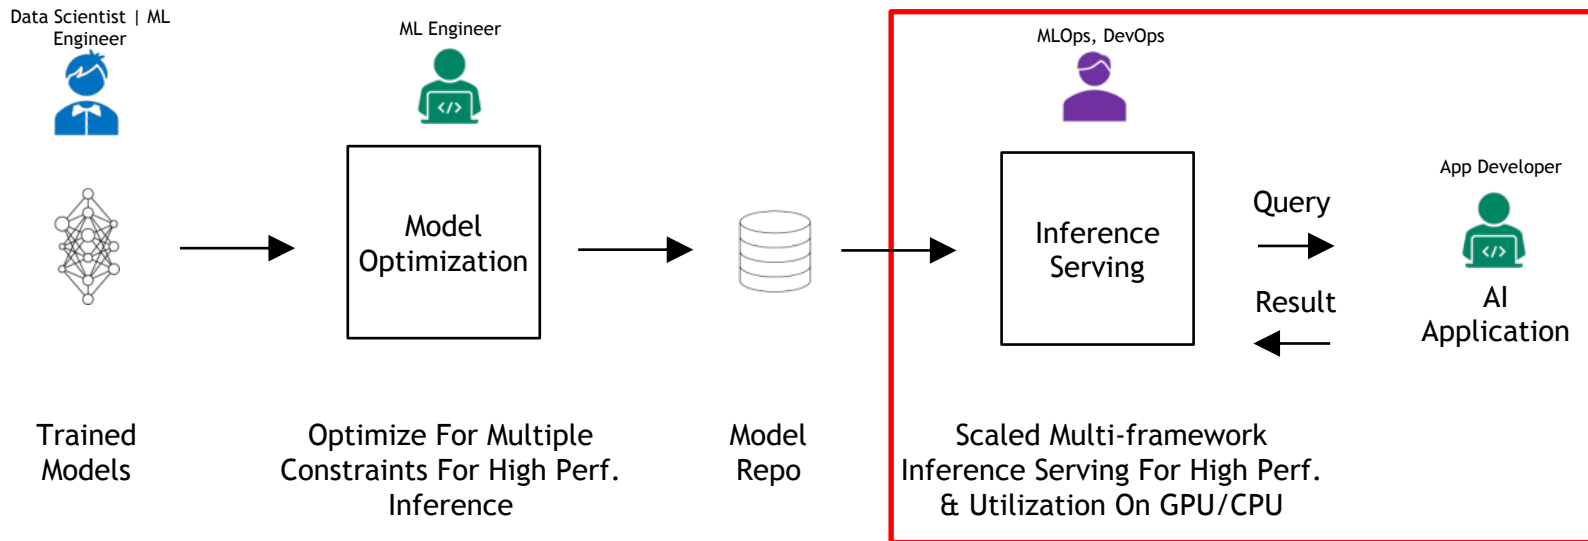 Data Scientist | ML
Engineer
ML Engineer
</>
Model
Optimization
MLOps, DevOps
Inference
Serving
Query
Result
App Developer
</>
AI
Application
Trained
Models
Optimize For Multiple
Constraints For High Perf.
Inference
Model
Repo
Scaled Multi-framework
Inference Serving For High Perf.
& Utilization On GPU/CPU